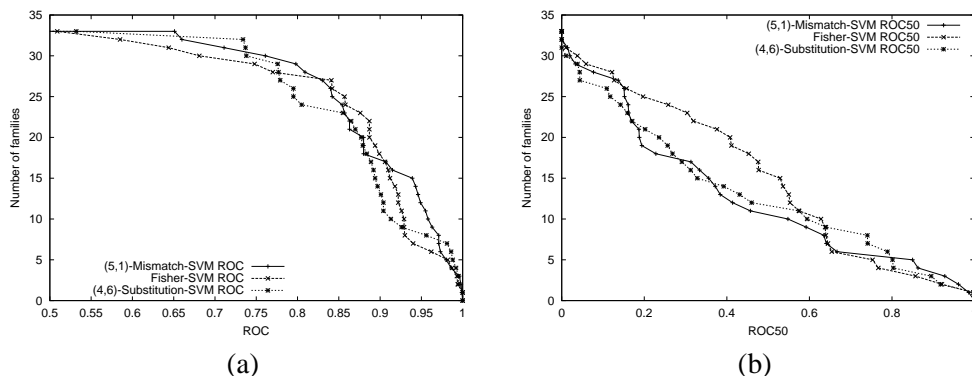 35
30
25
20
15
10
5
0
Number of families
(5,1)-Mismatch-SVM ROC
Fisher-SVM ROC
(4,6)-Substitution-SVM ROC
0.5 0.55 0.6 0.65 0.7 0.75 0.8 0.85 0.9 0.95 1
ROC
(a)
35
30
25
20
15
10
5
0
Number of families
(5,1)-Mismatch-SVM ROC50
Fisher-SVM ROC50
(4,6)-Substitution-SVM ROC50
0 0.2 0.4 0.6 0.8
ROC50
(b)